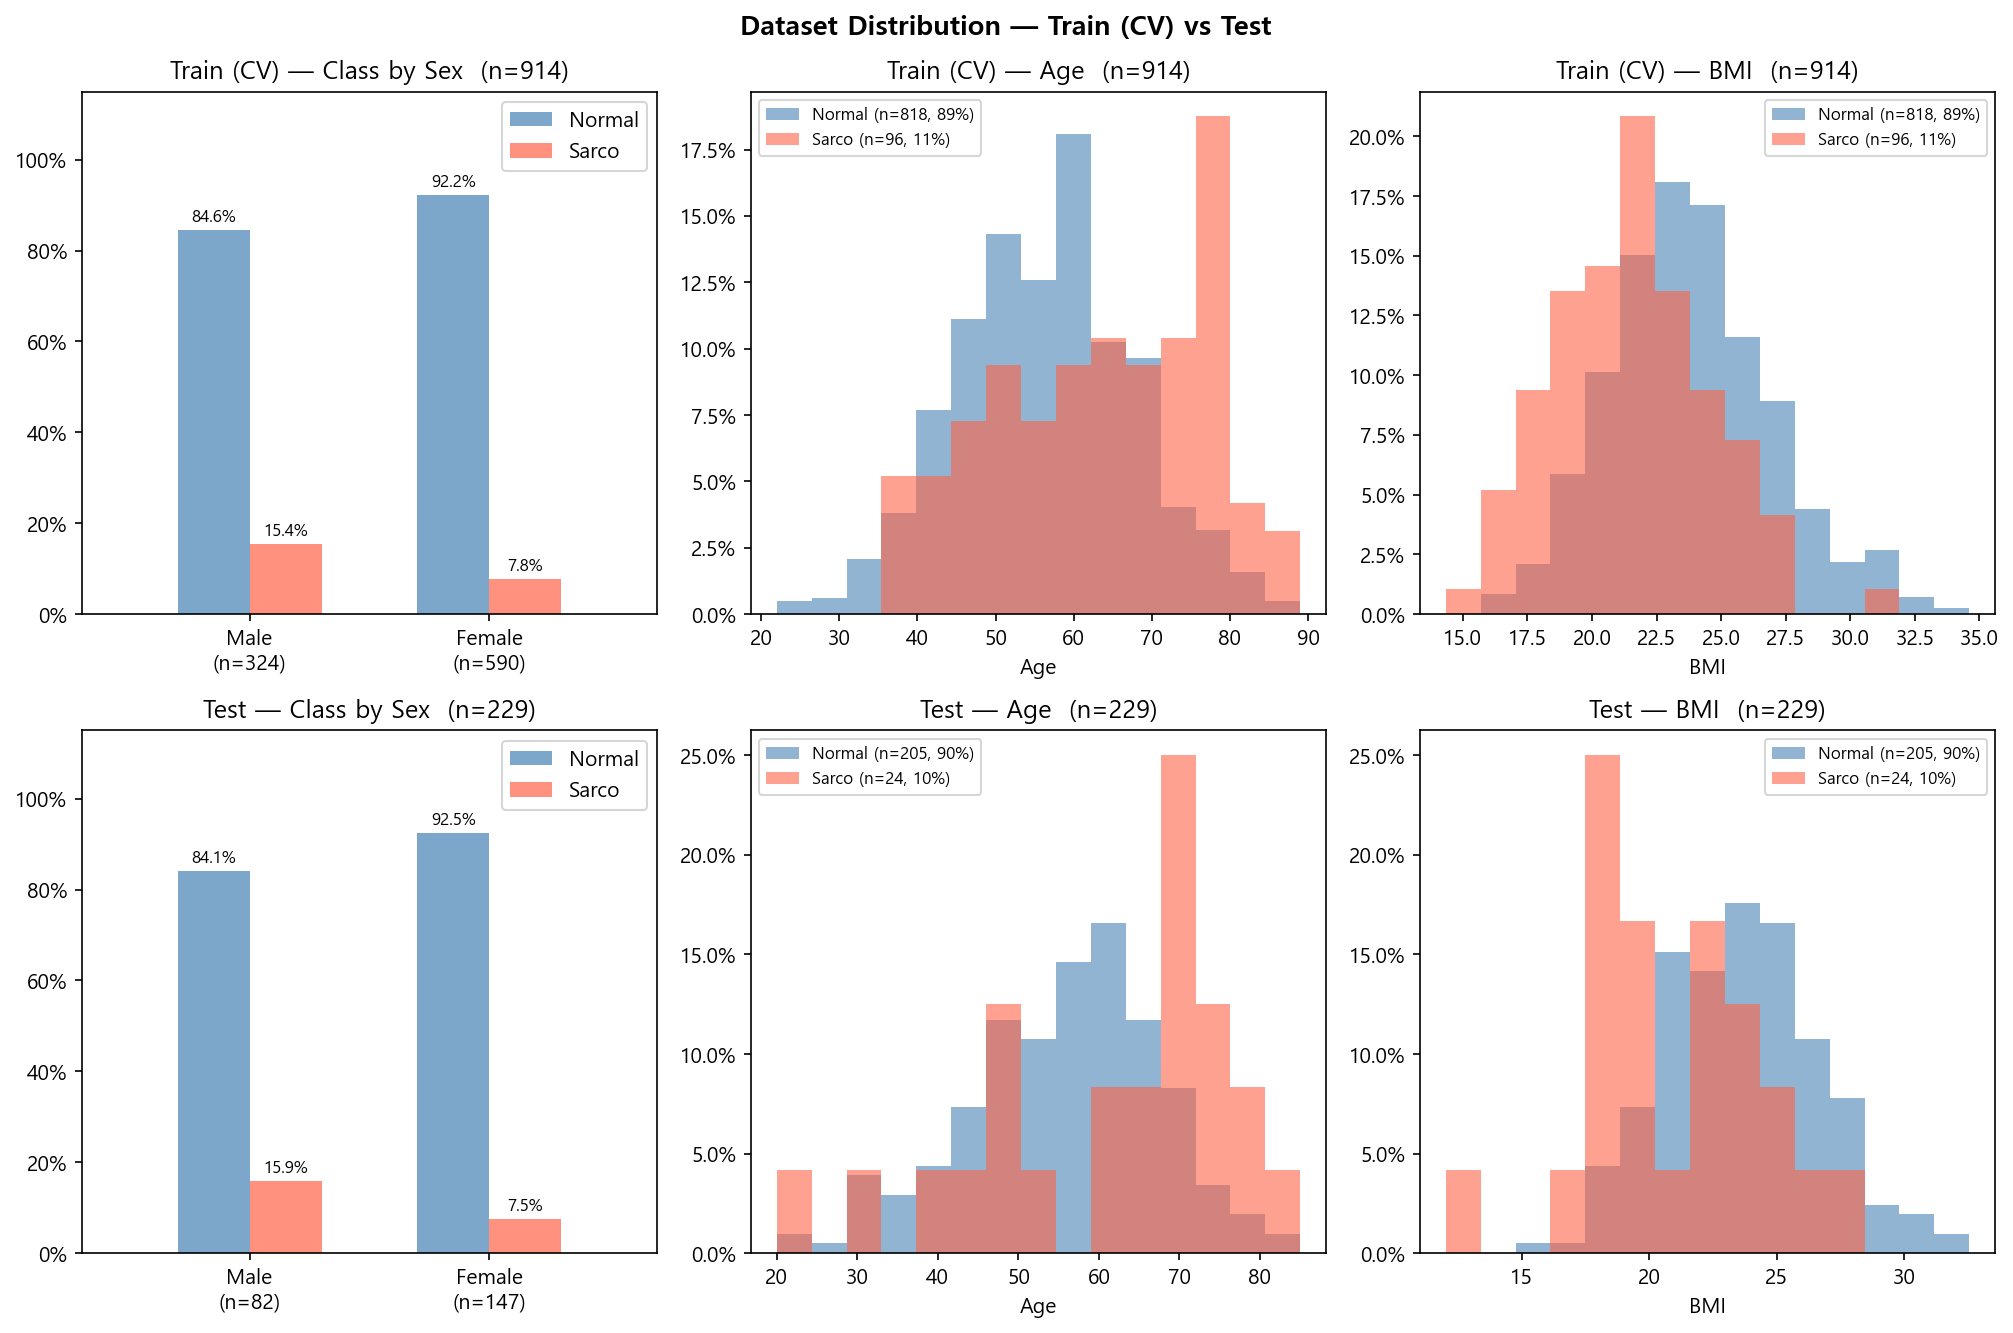 Dataset Distribution — Train (CV) vs Test
Train (CV) — Class by Sex (n=914)
Normal
Sarco
100%
80%
60%
40%
20%
0%
84.6%
15.4%
92.2%
7.8%
Male
(n=324)
Female
(n=590)
Train (CV) — Age (n=914)
Normal (n=818, 89%)
Sarco (n=96, 11%)
17.5%
15.0%
12.5%
10.0%
7.5%
5.0%
2.5%
0.0%
20 30 40 50 60 70 80 90
Age
Train (CV) — BMI (n=914)
Normal (n=818, 89%)
Sarco (n=96, 11%)
20.0%
17.5%
15.0%
12.5%
10.0%
7.5%
5.0%
2.5%
0.0%
15.0 17.5 20.0 22.5 25.0 27.5 30.0 32.5 35.0
BMI
Test — Class by Sex (n=229)
Normal
Sarco
100%
80%
60%
40%
20%
0%
84.1%
15.9%
92.5%
7.5%
Male
(n=82)
Female
(n=147)
Test — Age (n=229)
Normal (n=205, 90%)
Sarco (n=24, 10%)
25.0%
20.0%
15.0%
10.0%
5.0%
0.0%
20 30 40 50 60 70 80
Age
Test — BMI (n=229)
Normal (n=205, 90%)
Sarco (n=24, 10%)
25.0%
20.0%
15.0%
10.0%
5.0%
0.0%
15 20 25 30
BMI